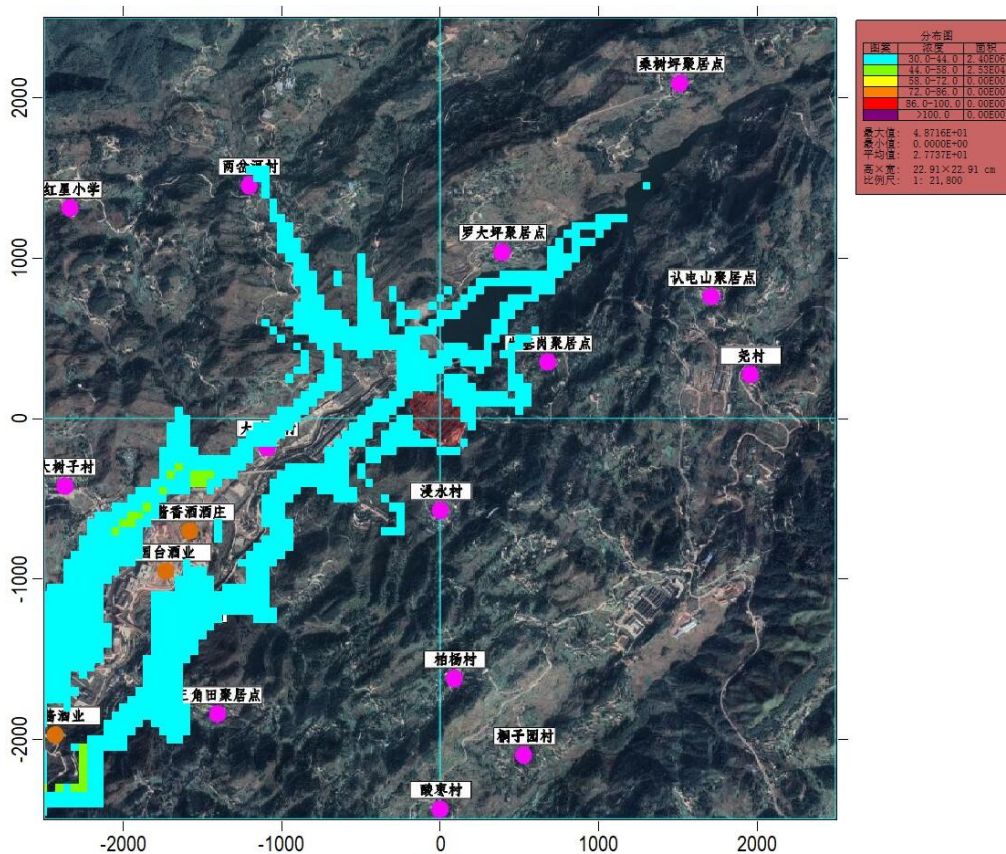 分布图
图案 浓度 面积
30.0-44.0 2.40E06
44.0-58.0 2.53E04
58.0-72.0 0.00E00
72.0-86.0 0.00E00
86.0-100.0 0.00E00
>100.0 0.00E00
最大值: 4.8716E+01
最小值: 0.0000E+00
平均值: 2.7737E+01
高×宽: 22.91×22.91 cm
比例尺: 1: 21,800
2000
1000
0
-1000
-2000
桑树坪聚居点
两岔河村
红星小学
罗大坪聚居点
认屯山聚居点
岗聚居点
尧村
大
村
大树子村
浸水村
酱香酒酒庄
国台酒业
柏杨村
三角田聚居点
酱酒业
桐子园村
酸枣村
-2000
-1000
0
1000
2000